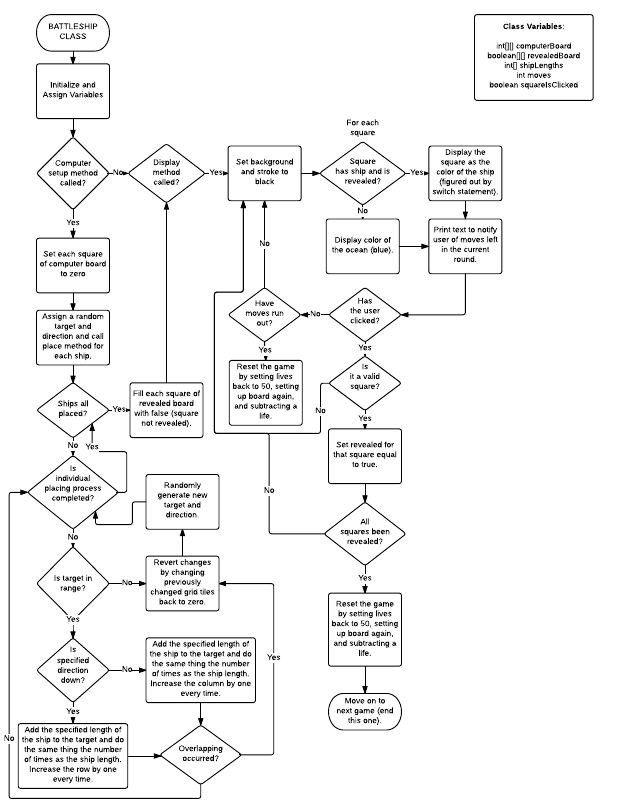 BATTLESHIP
CLASS
Class Variables:
int[][] computerBoard
boolean[][] revealedBoard
int[] shipLengths
int moves
boolean squareIsClicked
Initialize and
Assign Variables
For each
square
Computer
setup method
called?
No
Display
method
called?
Yes
Set background
and stroke to
black
Square
has ship and is
revealed?
Yes
Display the
square as the
color of the ship
(figured out by
switch statement).
Yes
No
Set each square
of computer board
to zero
No
Display color of
the ocean (blue).
Print text to notify
user of moves left
in the current
round.
Assign a random
target and
direction and call
place method for
each ship.
Have
moves run
out?
No
Has
the user
clicked?
Yes
Yes
Reset the game
by setting lives
back to 50, setting
up board again,
and subtracting a
life.
Is
it a valid
square?
No
Yes
Ships all
placed?
Yes
Fill each square of
revealed board
with false (square
not revealed).
No
Yes
Set revealed for
that square equal
to true.
Is
individual
placing process
completed?
Randomly
generate new
target and
direction.
No
All
squares been
revealed?
No
Yes
Is target in
range?
No
Revert changes
by changing
previously
changed grid tiles
back to zero.
Reset the game
by setting lives
back to 50, setting
up board again,
and subtracting a
life.
Yes
Is
specified
direction
down?
No
Add the specified length of
the ship to the target and do
the same thing the number
of times as the ship length.
Increase the column by one
every time.
Yes
Move on to
next game (end
this one).
Yes
No
Add the specified length of
the ship to the target and do
the same thing the number
of times as the ship length.
Increase the row by one
every time.
Overlapping
occurred?